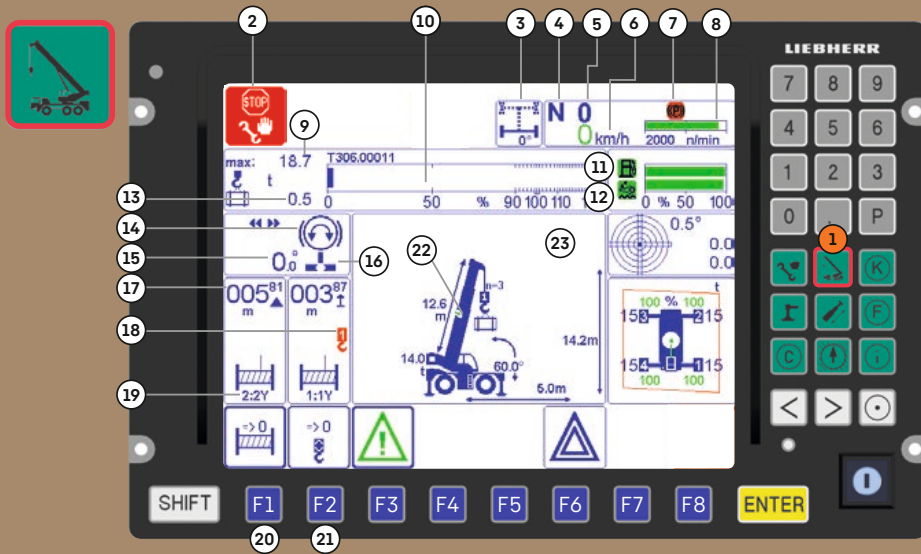 2 10 3 4 5 6 7 8
LIEBHERR
7 8 9
STOP
N 0
0 km/h
0°
(P)
2000 n/min
4 5 6
9
max: 18.7
t
T306.00011
11
12
1 2 3
13
0.5
0 50 % 90 100 110
0 % 50 100
0 . P
14
15
0.0°
16
22
23
0.5°
0.0
0.0
1
K
17
005 81
m
003 87
m
n=3
1
12.6
m
t
100 % 100
15 3 2 15
F
18
1
14.2m
14.0
t
60.0°
15 4 1 15
100 100
C
i
19
2:2Y
1:1Y
6.0m
< >
=> 0
=> 0
SHIFT F1 F2 F3 F4 F5 F6 F7 F8 ENTER
20 21